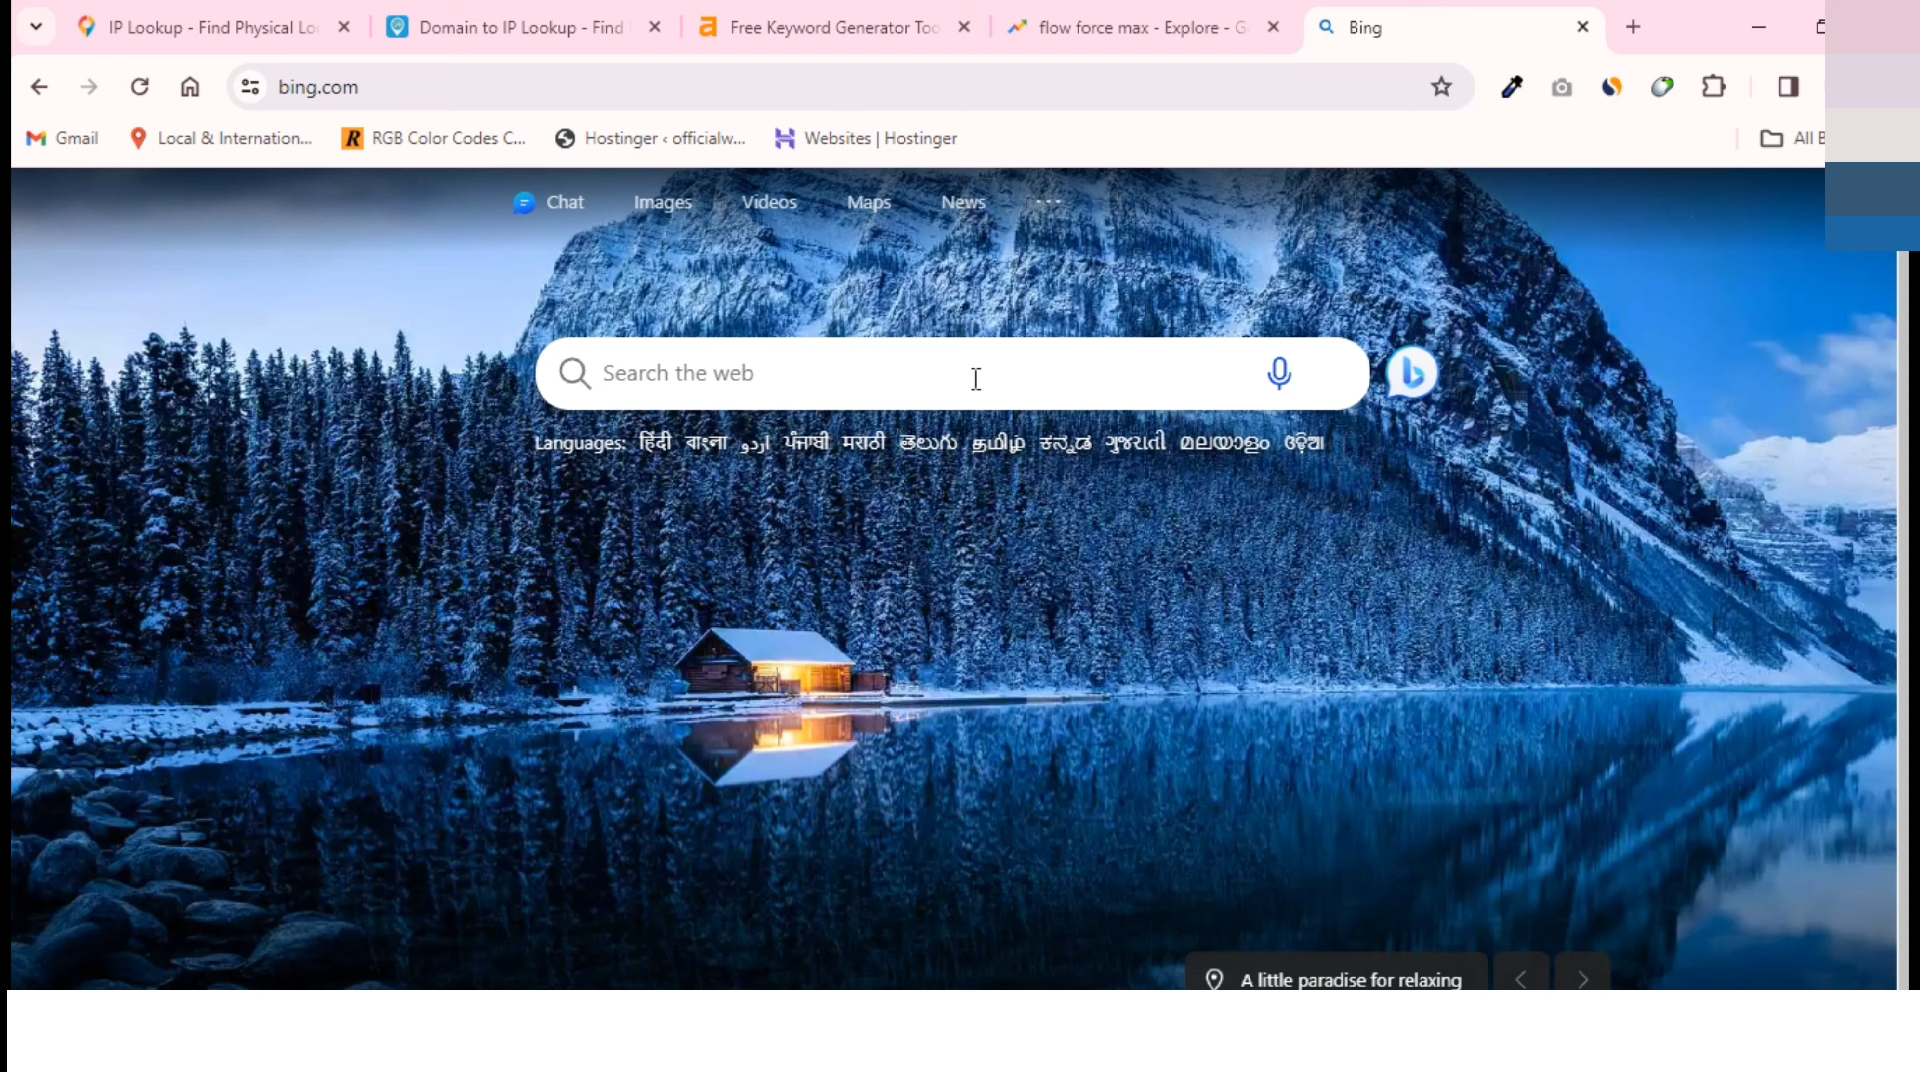 IP Lookup - Find Physical Lo
Domain to IP Lookup - Find
Free Keyword Generator Too
flow force max - Explore - G
Bing
bing.com
Gmail
Local & Internation...
RGB Color Codes C...
Hostinger ‹ officialw...
Websites | Hostinger
All B
Chat
Images
Videos
Maps
News
Search the web
Languages: हिंदी বাংলা اردو ਪੰਜਾਬੀ मराठी తెలుగు தமிழ் ಕನ್ನಡ ગુજરાતી മലയാളം ଓଡ଼ିଆ
A little paradise for relaxing